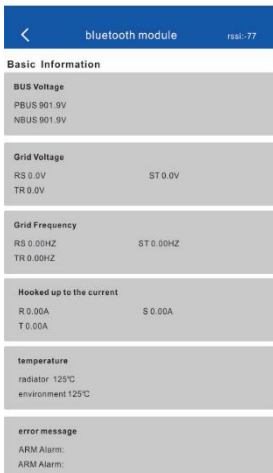 bluetooth module rssi:-77
Basic Information
BUS Voltage
PBUS 901.9V
NBUS 901.9V
Grid Voltage
RS 0.0V ST 0.0V
TR 0.0V
Grid Frequency
RS 0.00HZ ST 0.00HZ
TR 0.00HZ
Hooked up to the current
R 0.00A S 0.00A
T 0.00A
temperature
radiator 125℃
environment 125℃
error message
ARM Alarm:
ARM Alarm: